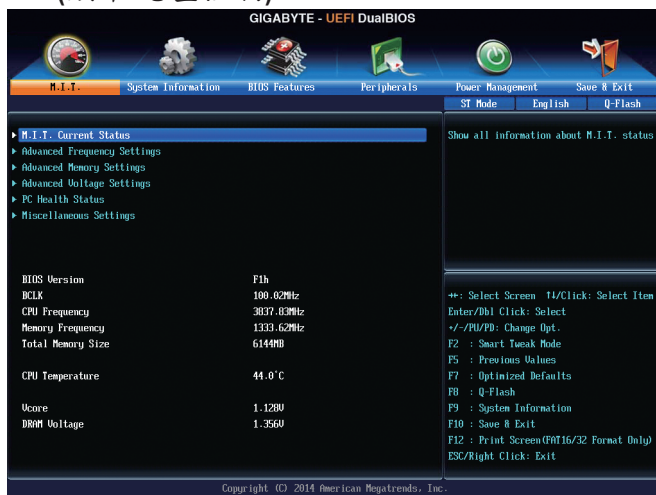 GIGABYTE - UEFI DualBIOS
M.I.T.
System Information
BIOS Features
Peripherals
Power Management
Save & Exit
ST Mode
English
Q-Flash
M.I.T. Current Status
Advanced Frequency Settings
Advanced Memory Settings
Advanced Voltage Settings
PC Health Status
Miscellaneous Settings
BIOS Version F1h
BCLK 100.02MHz
CPU Frequency 3837.83MHz
Memory Frequency 1333.62MHz
Total Memory Size 6144MB
CPU Temperature 44.0°C
Vcore 1.128V
DRAM Voltage 1.356V
Show all information about M.I.T. status
→←: Select Screen ↑↓/Click: Select Item
Enter/Dbl Click: Select
+/-/PU/PD: Change Opt.
F2 : Smart Tweak Mode
F5 : Previous Values
F7 : Optimized Defaults
F8 : Q-Flash
F9 : System Information
F10 : Save & Exit
F12 : Print Screen(FAT16/32 Format Only)
ESC/Right Click: Exit
Copyright (C) 2014 American Megatrends, Inc.